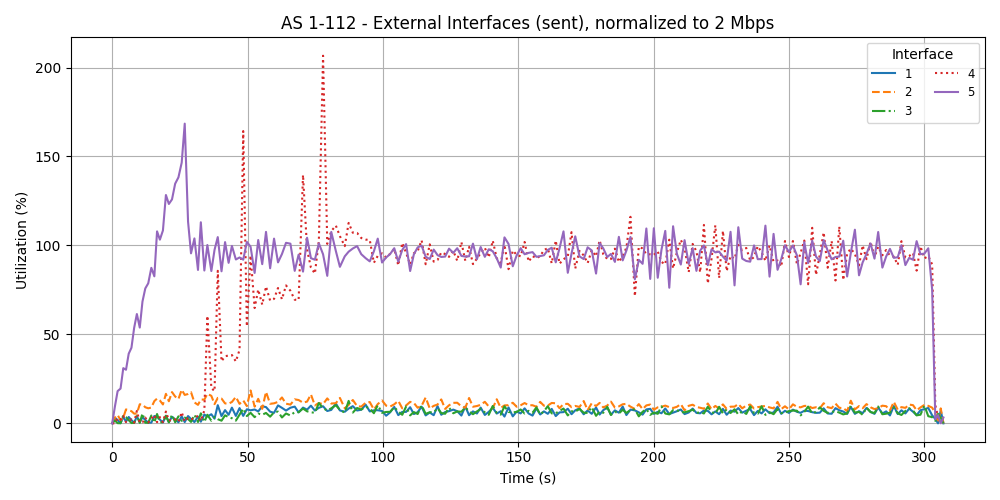 AS 1-112 - External Interfaces (sent), normalized to 2 Mbps
Interface
1
2
3
4
5
Utilization (%)
200
150
100
50
0
0 50 100 150 200 250 300
Time (s)